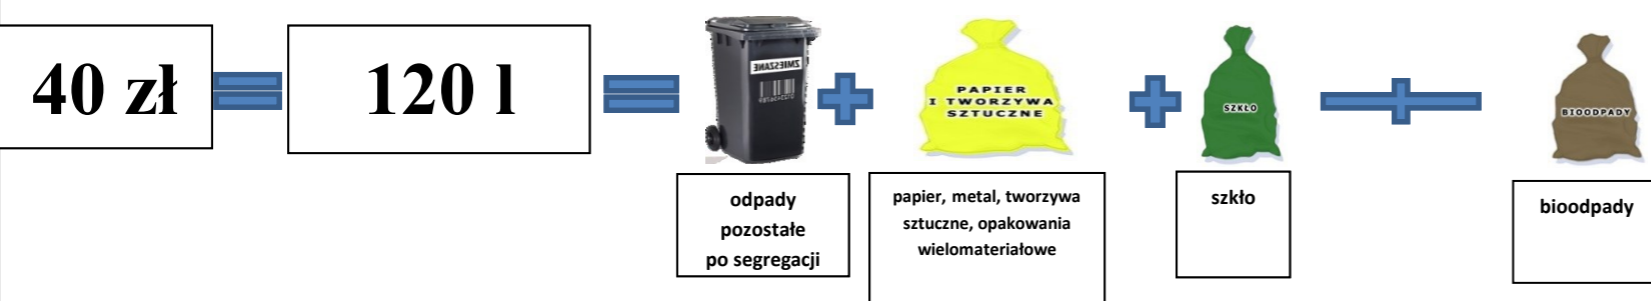 40 zł
120 l
ZMIESZANE
PAPIER
I TWORZYWA
SZTUCZNE
SZKŁO
BIOODPADY
odpady
pozostałe
po segregacji
papier, metal, tworzywa
sztuczne, opakowania
wielomateriałowe
szkło
bioodpady